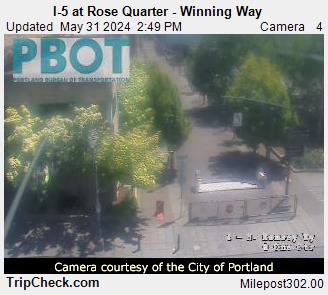 I-5 at Rose Quarter - Winning Way
Updated May 31 2024 2:49 PM Camera 4
PBOT
PORTLAND BUREAU OF TRANSPORTATION
Camera courtesy of the City of Portland
TripCheck.com Milepost302.00